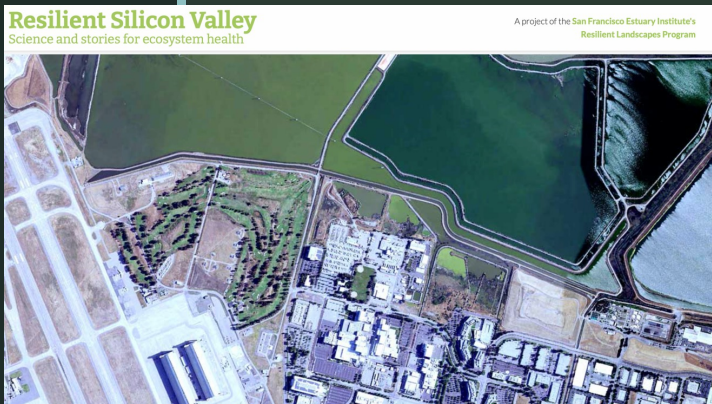 Resilient Silicon Valley
Science and stories for ecosystem health
A project of the San Francisco Estuary Institute's
Resilient Landscapes Program